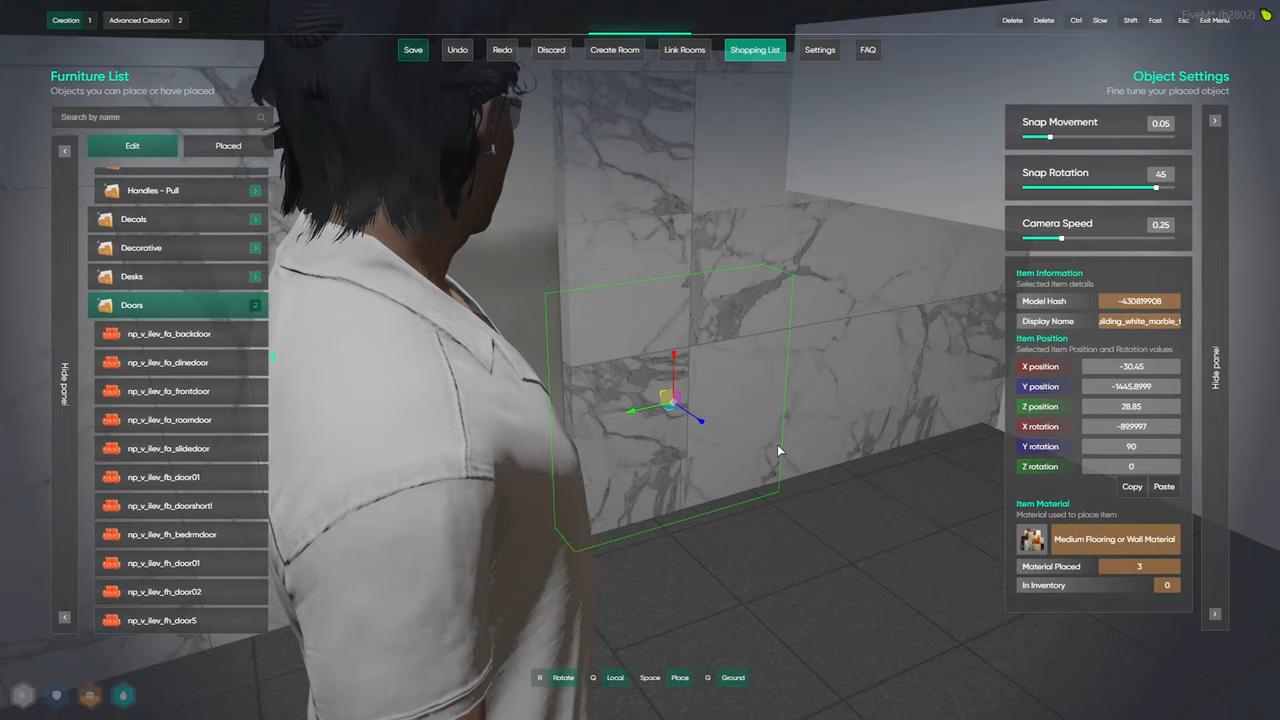 Creation 1 Advanced Creation 2
Delete Delete Ctrl Slow Shift Fast Esc Exit Menu
FiveM* (b2802)
Save Undo Redo Discard Create Room Link Rooms Shopping List Settings FAQ
Furniture List
Objects you can place or have placed
Search by name
Edit Placed
Hide panel
Handles - Pull
Decals
Decorative
Desks
Doors
np_v_ilev_fa_backdoor
np_v_ilev_fa_dinedoor
np_v_ilev_fa_frontdoor
np_v_ilev_fa_roomdoor
np_v_ilev_fa_slidedoor
np_v_ilev_fb_door01
np_v_ilev_fb_doorshortl
np_v_ilev_fh_bedrmdoor
np_v_ilev_fh_door01
np_v_ilev_fh_door02
np_v_ilev_fh_door5
Object Settings
Fine tune your placed object
Snap Movement 0.05
Snap Rotation 45
Camera Speed 0.25
Item Information
Selected item details
Model Hash -430819908
Display Name uilding_white_marble_t
Item Position
Selected item Position and Rotation values
X position -30.45
Y position -1445.8999
Z position 28.85
X rotation -89.9997
Y rotation 90
Z rotation 0
Copy Paste
Item Material
Material used to place item
Medium Flooring or Wall Material
Material Placed 3
In Inventory 0
Hide panel
R Rotate Q Local Space Place G Ground